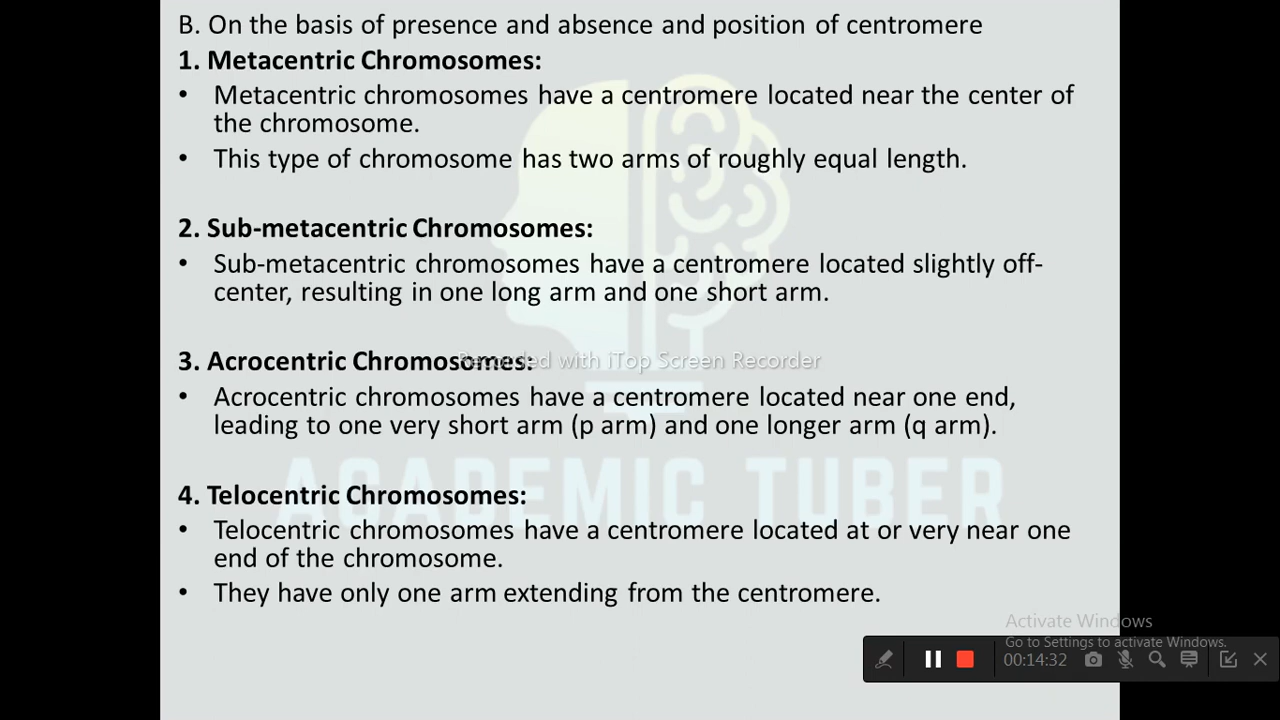 B. On the basis of presence and absence and position of centromere
1. Metacentric Chromosomes:
• Metacentric chromosomes have a centromere located near the center of
the chromosome.
• This type of chromosome has two arms of roughly equal length.
2. Sub-metacentric Chromosomes:
• Sub-metacentric chromosomes have a centromere located slightly off-
center, resulting in one long arm and one short arm.
3. Acrocentric Chromosomes:
Recorded with iTop Screen Recorder
• Acrocentric chromosomes have a centromere located near one end,
leading to one very short arm (p arm) and one longer arm (q arm).
ACADEMIC TUBER
4. Telocentric Chromosomes:
• Telocentric chromosomes have a centromere located at or very near one
end of the chromosome.
• They have only one arm extending from the centromere.
Activate Windows
Go to Settings to activate Windows.
00:14:32